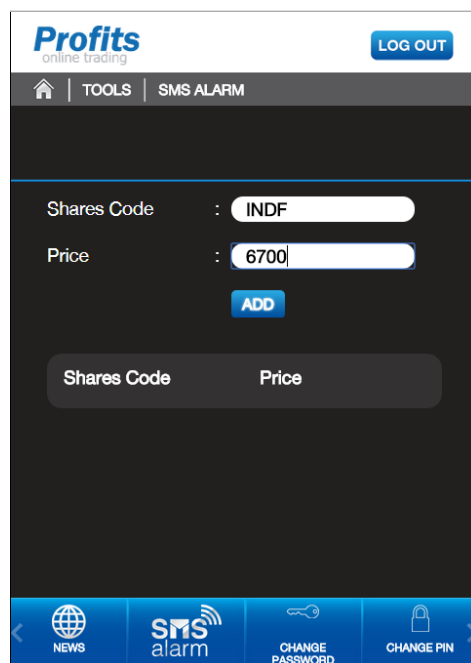 Profits
online trading
LOG OUT
TOOLS
SMS ALARM
Shares Code : INDF
Price : 6700
ADD
Shares Code Price
NEWS
SMS
alarm
CHANGE
PASSWORD
CHANGE PIN